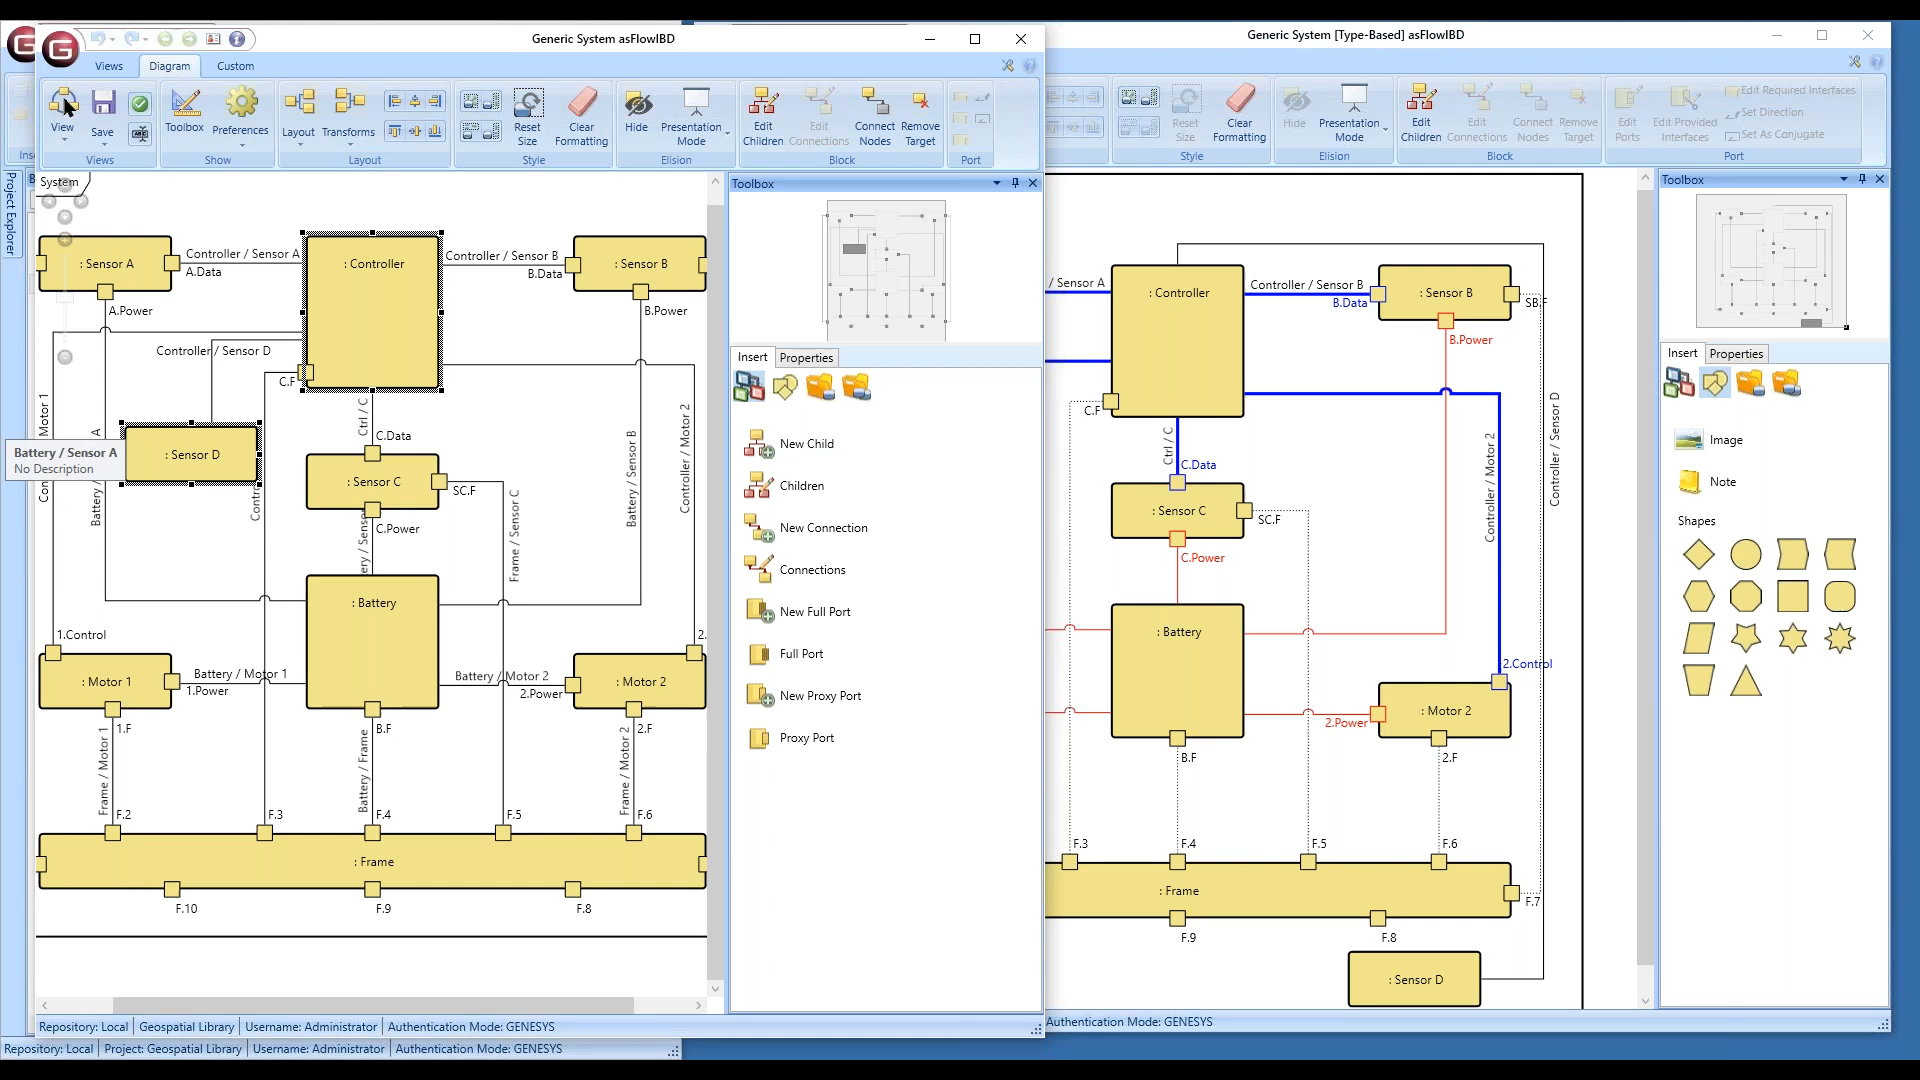 Generic System asFlowIBD
Generic System [Type-Based] asFlowIBD
Views
Diagram
Custom
View
Save
Toolbox
Preferences
Layout
Transforms
Reset Size
Clear Formatting
Hide
Presentation Mode
Edit Children
Edit Connections
Connect Nodes
Remove Target
Views
Show
Layout
Style
Elision
Block
Port
Reset Size
Clear Formatting
Hide
Presentation Mode
Edit Children
Edit Connections
Connect Nodes
Remove Target
Edit Ports
Edit Provided Interfaces
Edit Required Interfaces
Set Direction
Set As Conjugate
Style
Elision
Block
Port
Project Explorer
System
: Sensor A
Controller / Sensor A
A.Data
: Controller
Controller / Sensor B
B.Data
: Sensor B
A.Power
B.Power
Controller / Sensor D
C.F
Motor 1
Ctrl / C
C.Data
Controller / Motor 2
Battery / Sensor A
No Description
: Sensor D
: Sensor C
SC.F
C.Power
Battery / Sensor B
Frame / Sensor C
: Battery
1.Control
2.
: Motor 1
Battery / Motor 1
1.Power
Battery / Motor 2
2.Power
: Motor 2
1.F
B.F
2.F
Frame / Motor 1
Battery / Frame
Frame / Motor 2
F.2
F.3
F.4
F.5
F.6
: Frame
F.10
F.9
F.8
Toolbox
Insert
Properties
New Child
Children
New Connection
Connections
New Full Port
Full Port
New Proxy Port
Proxy Port
/ Sensor A
: Controller
Controller / Sensor B
B.Data
: Sensor B
SB.F
B.Power
C.F
Ctrl / C
C.Data
Controller / Motor 2
Controller / Sensor D
: Sensor C
SC.F
C.Power
: Battery
2.Control
2.Power
: Motor 2
B.F
2.F
F.3
F.4
F.5
F.6
: Frame
F.7
F.9
F.8
: Sensor D
Toolbox
Insert
Properties
Image
Note
Shapes
Repository: Local
Geospatial Library
Username: Administrator
Authentication Mode: GENESYS
Authentication Mode: GENESYS
Repository: Local
Project: Geospatial Library
Username: Administrator
Authentication Mode: GENESYS